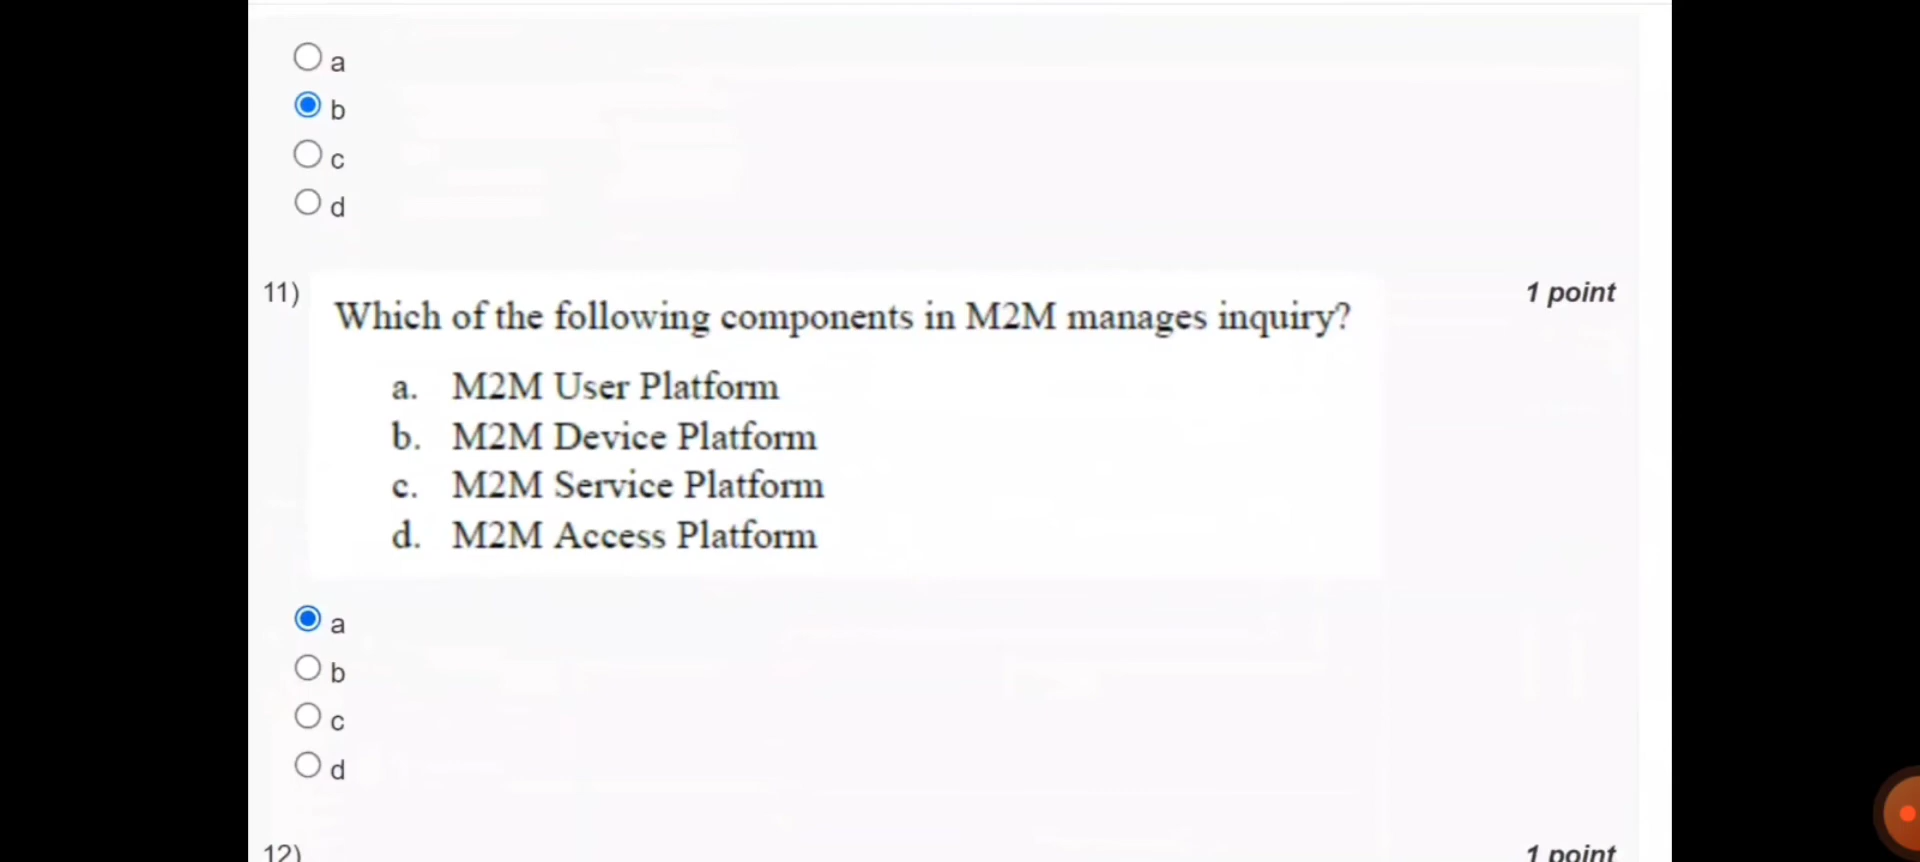 a
b
c
d
11)
1 point
Which of the following components in M2M manages inquiry?
a. M2M User Platform
b. M2M Device Platform
c. M2M Service Platform
d. M2M Access Platform
a
b
c
d
12)
1 point